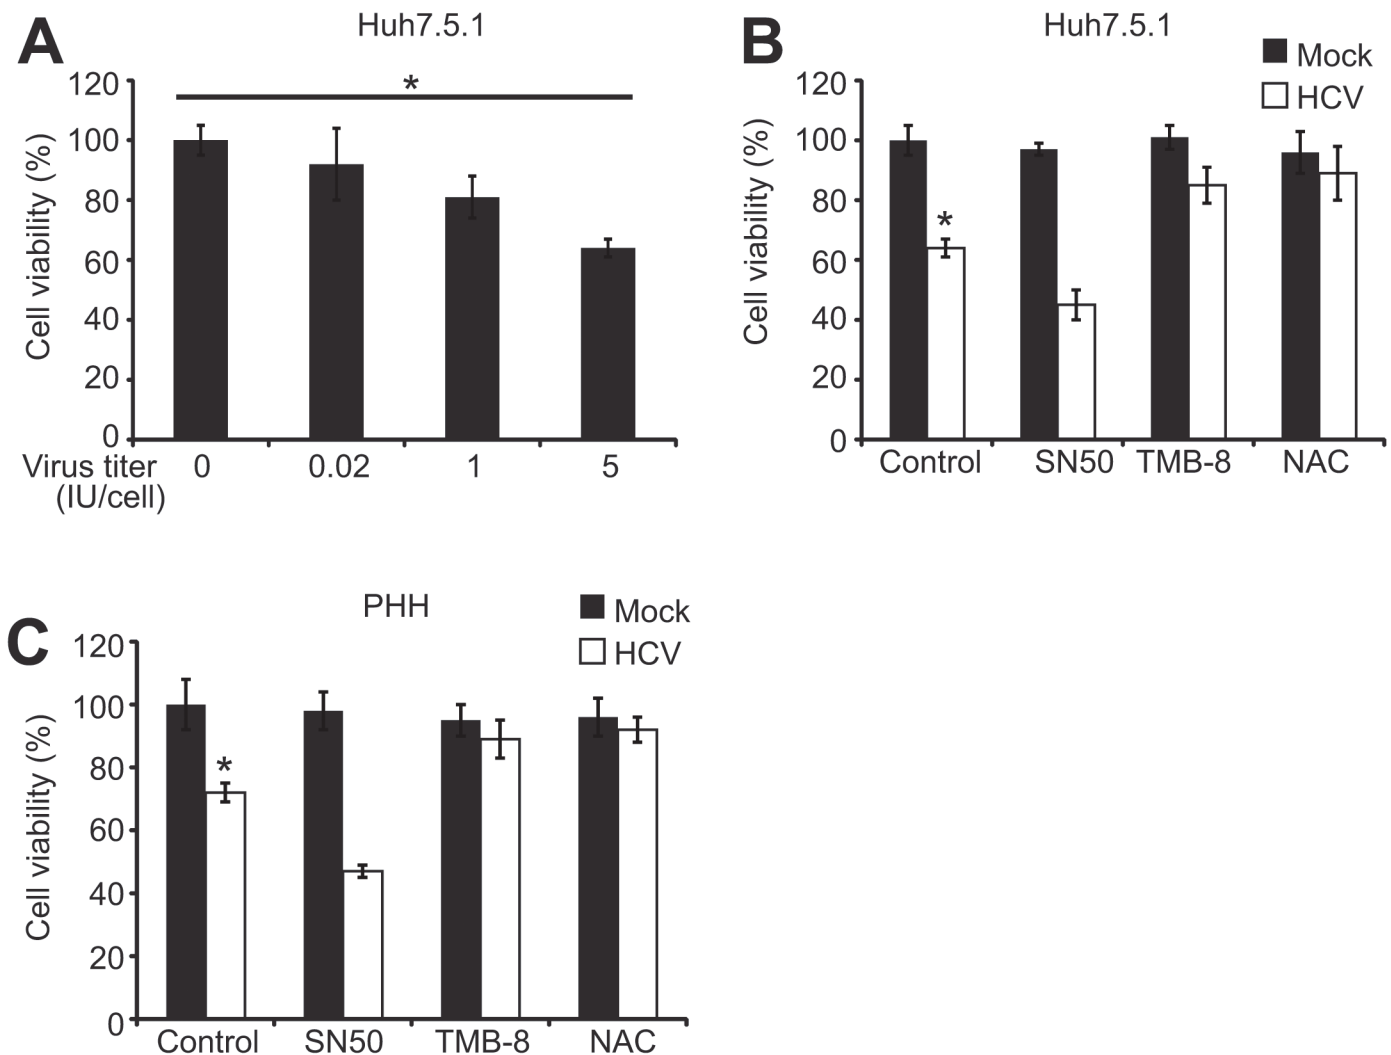 A
Huh7.5.1
*
120
100
80
60
40
20
0
Cell viability (%)
Virus titer
(IU/cell)
0 0.02 1 5
B
Huh7.5.1
Mock
HCV
120
100
80
60
40
20
0
Cell viability (%)
*
Control SN50 TMB-8 NAC
C
PHH
Mock
HCV
120
100
80
60
40
20
0
Cell viability (%)
*
Control SN50 TMB-8 NAC